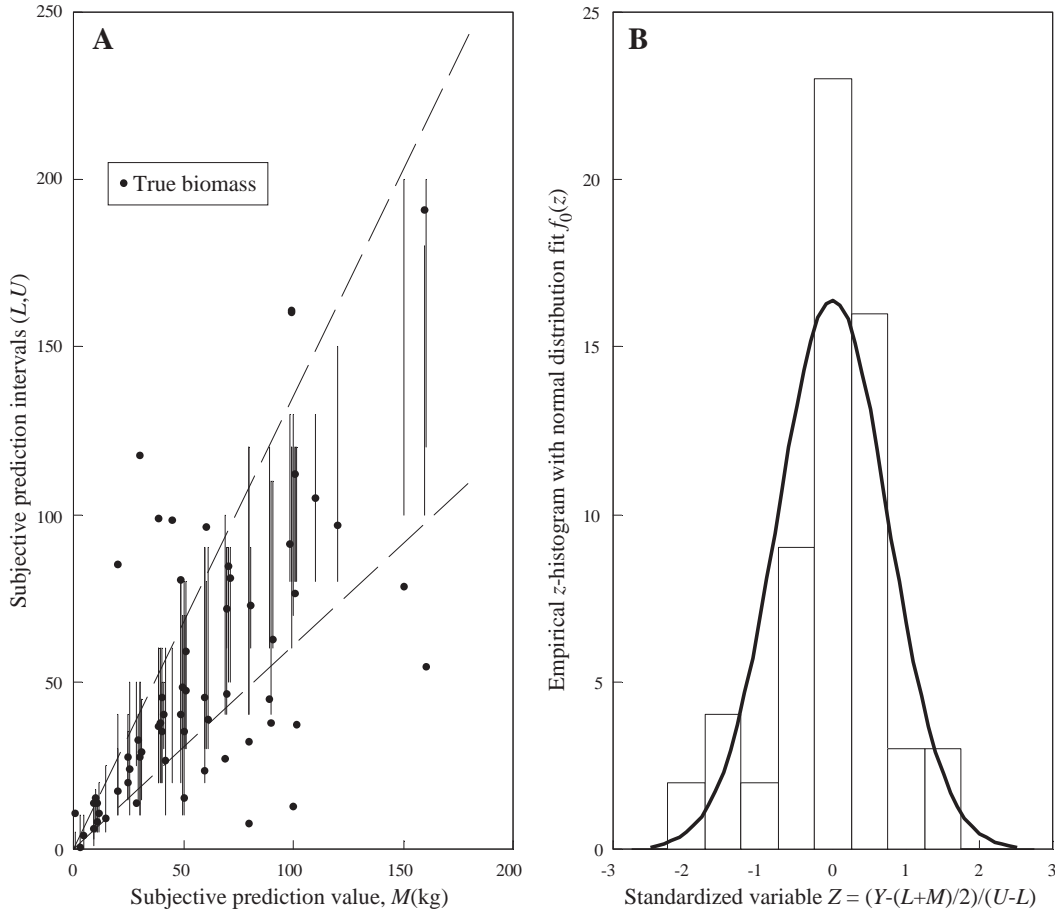 A
True biomass
250
200
150
100
50
0
0 50 100 150 200
Subjective prediction intervals (L,U)
Subjective prediction value, M(kg)
B
25
20
15
10
5
0
-3 -2 -1 0 1 2 3
Empirical z-histogram with normal distribution fit f0(z)
Standardized variable Z = (Y-(L+M)/2)/(U-L)